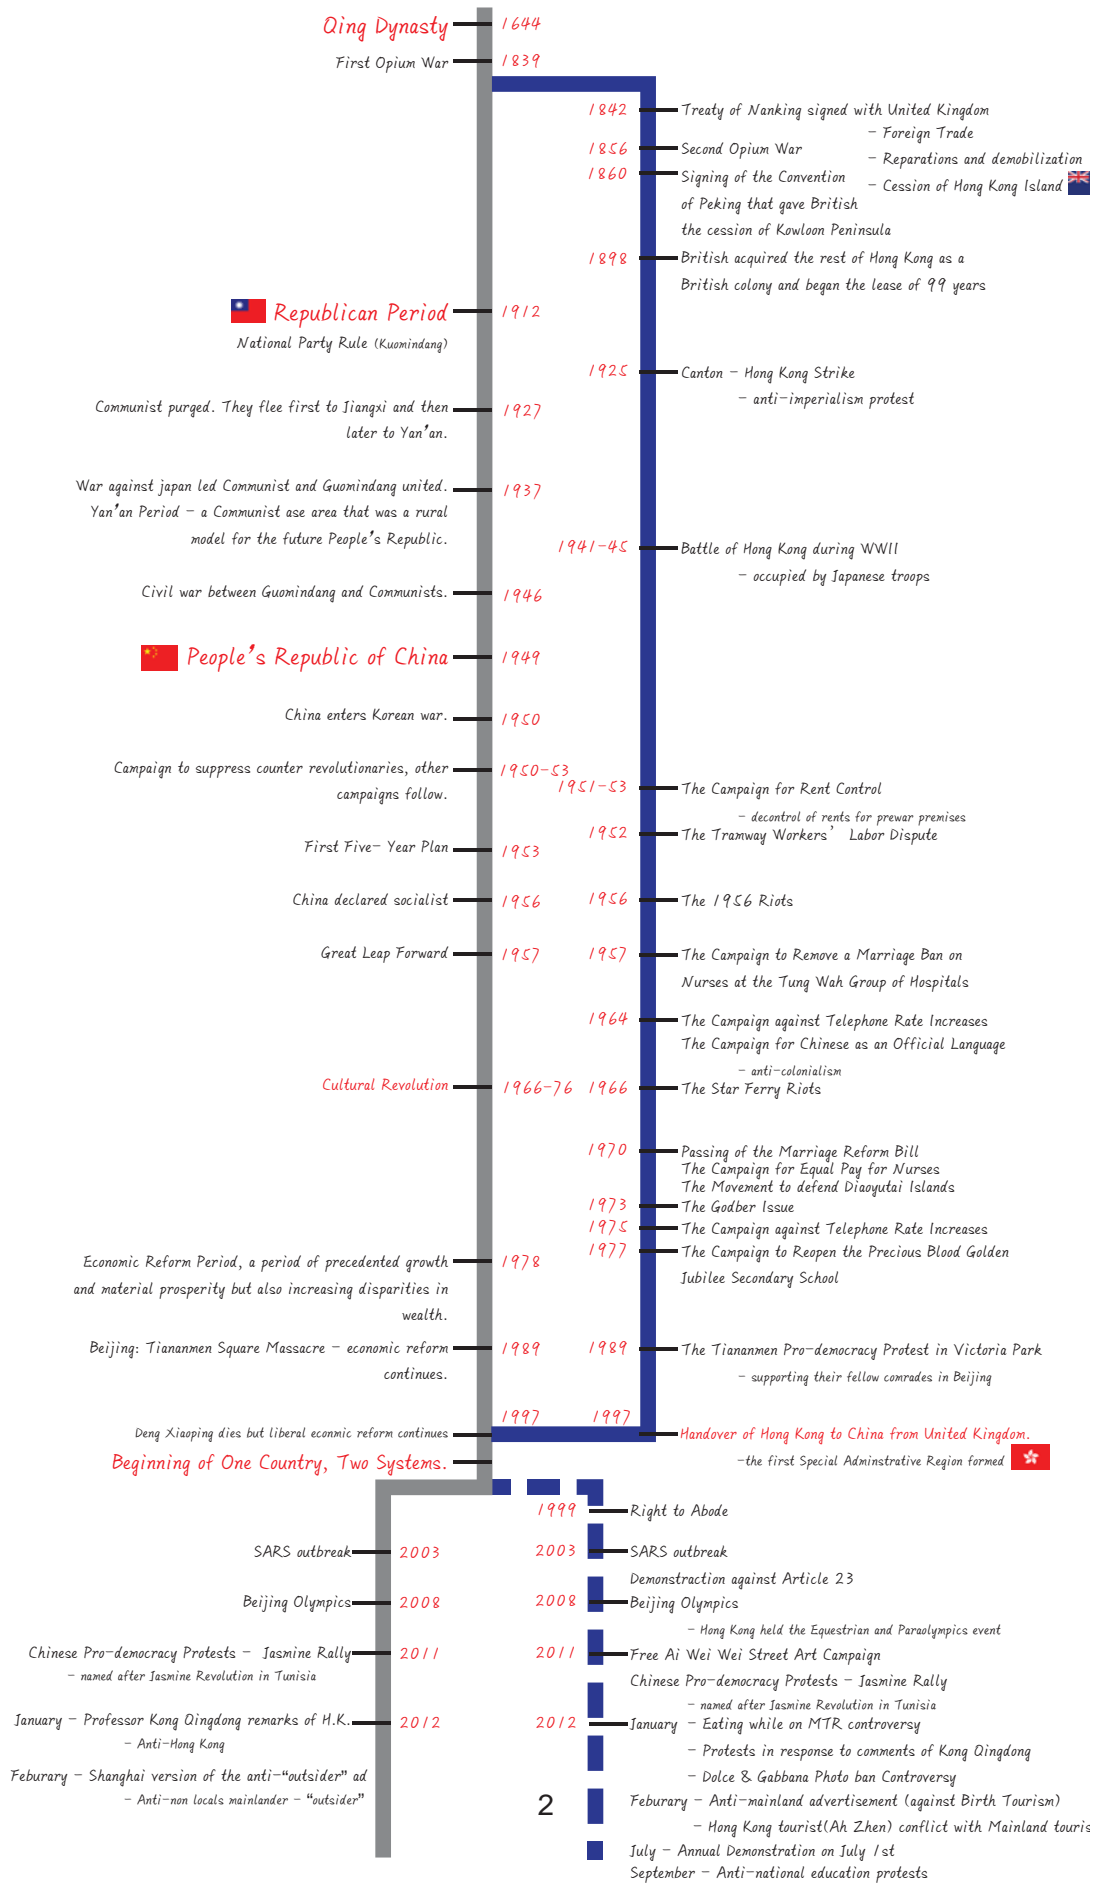 Qing Dynasty 1644
First Opium War 1839
1842 Treaty of Nanking signed with United Kingdom
- Foreign Trade
1856 Second Opium War
- Reparations and demobilization
1860 Signing of the Convention
- Cession of Hong Kong Island
of Peking that gave British
the cession of Kowloon Peninsula
1898 British acquired the rest of Hong Kong as a
British colony and began the lease of 99 years
Republican Period 1912
National Party Rule (Kuomindang)
1925 Canton - Hong Kong Strike
- anti-imperialism protest
Communist purged. They flee first to Jiangxi and then 1927
later to Yan'an.
War against japan led Communist and Guomindang united. 1937
Yan'an Period - a Communist ase area that was a rural
model for the future People's Republic.
1941-45 Battle of Hong Kong during WWII
- occupied by Japanese troops
Civil war between Guomindang and Communists. 1946
People's Republic of China 1949
China enters Korean war. 1950
Campaign to suppress counter revolutionaries, other 1950-53
campaigns follow.
1951-53 The Campaign for Rent Control
- decontrol of rents for prewar premises
1952 The Tramway Workers' Labor Dispute
First Five- Year Plan 1953
China declared socialist 1956
1956 The 1956 Riots
Great Leap Forward 1957
1957 The Campaign to Remove a Marriage Ban on
Nurses at the Tung Wah Group of Hospitals
1964 The Campaign against Telephone Rate Increases
The Campaign for Chinese as an Official Language
- anti-colonialism
Cultural Revolution 1966-76
1966 The Star Ferry Riots
1970 Passing of the Marriage Reform Bill
The Campaign for Equal Pay for Nurses
The Movement to defend Diaoyutai Islands
1973 The Godber Issue
1975 The Campaign against Telephone Rate Increases
1977 The Campaign to Reopen the Precious Blood Golden
Jubilee Secondary School
Economic Reform Period, a period of precedented growth 1978
and material prosperity but also increasing disparities in
wealth.
Beijing: Tiananmen Square Massacre - economic reform 1989
continues.
1989 The Tiananmen Pro-democracy Protest in Victoria Park
- supporting their fellow comrades in Beijing
1997 1997
Deng Xiaoping dies but liberal econmic reform continues
Handover of Hong Kong to China from United Kingdom.
-the first Special Adminstrative Region formed
Beginning of One Country, Two Systems.
1999 Right to Abode
SARS outbreak 2003
2003 SARS outbreak
Demonstraction against Article 23
Beijing Olympics 2008
2008 Beijing Olympics
- Hong Kong held the Equestrian and Paraolympics event
Chinese Pro-democracy Protests - Jasmine Rally 2011
- named after Jasmine Revolution in Tunisia
2011 Free Ai Wei Wei Street Art Campaign
Chinese Pro-democracy Protests - Jasmine Rally
- named after Jasmine Revolution in Tunisia
January - Professor Kong Qingdong remarks of H.K. 2012
- Anti-Hong Kong
Feburary - Shanghai version of the anti-"outsider" ad
- Anti-non locals mainlander - "outsider"
2012 January - Eating while on MTR controversy
- Protests in response to comments of Kong Qingdong
- Dolce & Gabbana Photo ban Controversy
Feburary - Anti-mainland advertisement (against Birth Tourism)
- Hong Kong tourist(Ah Zhen) conflict with Mainland touris
July - Annual Demonstration on July 1st
September - Anti-national education protests
2